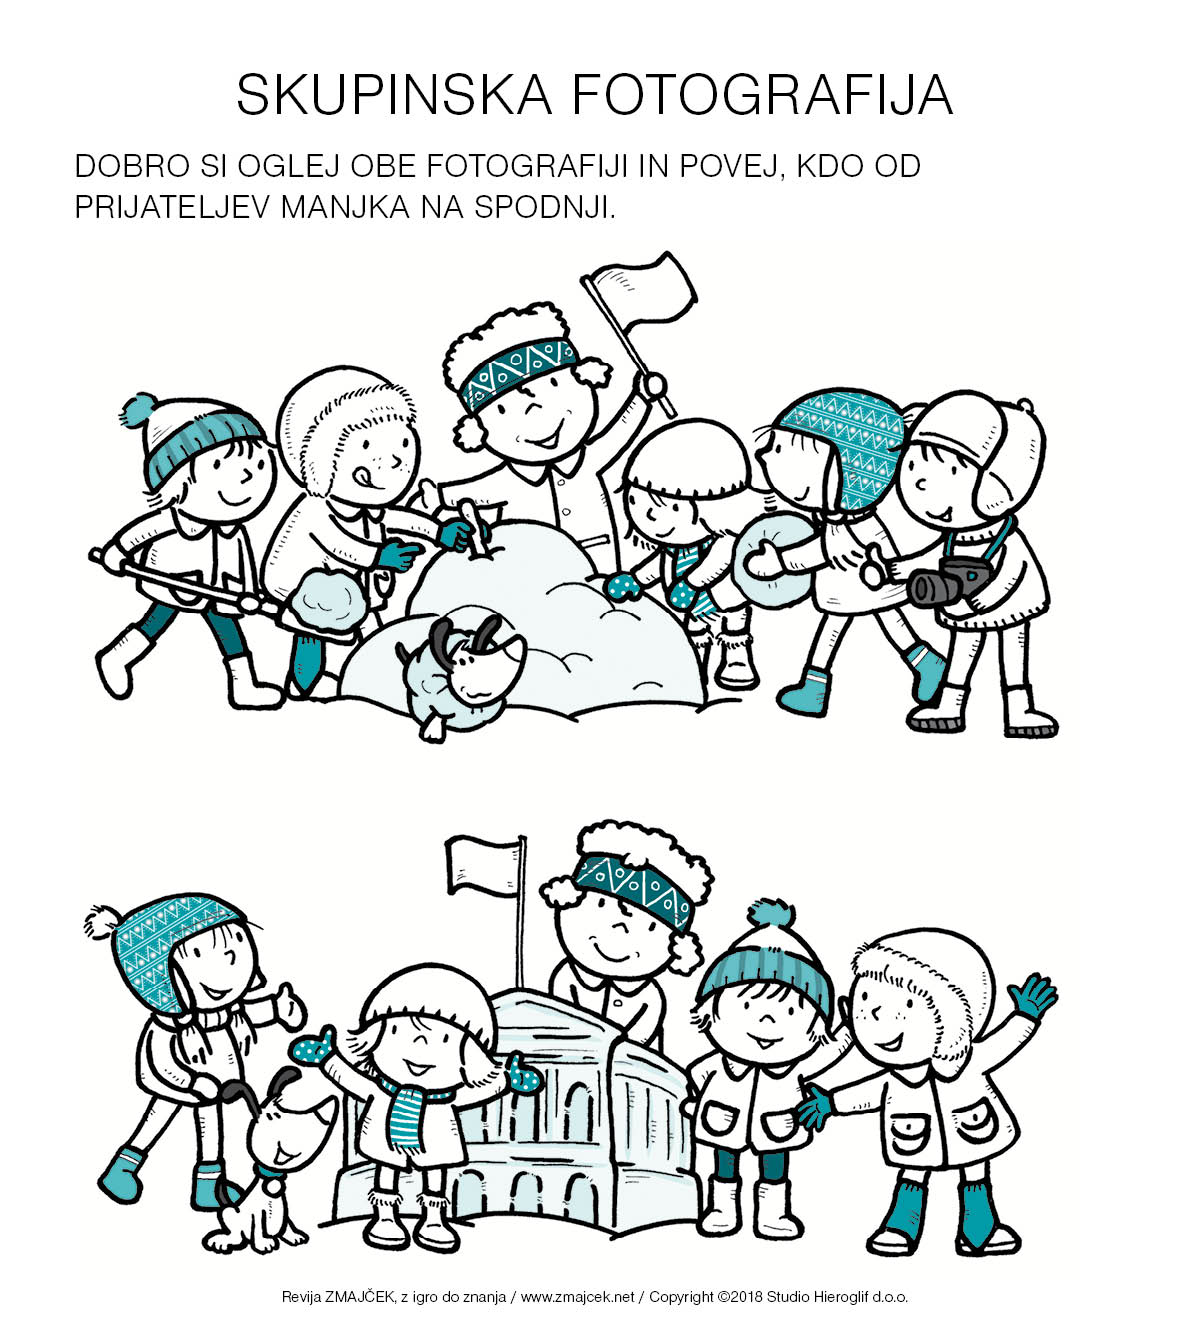 SKUPINSKA FOTOGRAFIJA
DOBRO SI OGLEJ OBE FOTOGRAFIJI IN POVEJ, KDO OD
PRIJATELJEV MANJKA NA SPODNJI.
Revija ZMAJČEK, z igro do znanja / www.zmajcek.net / Copyright ©2018 Studio Hieroglif d.o.o.